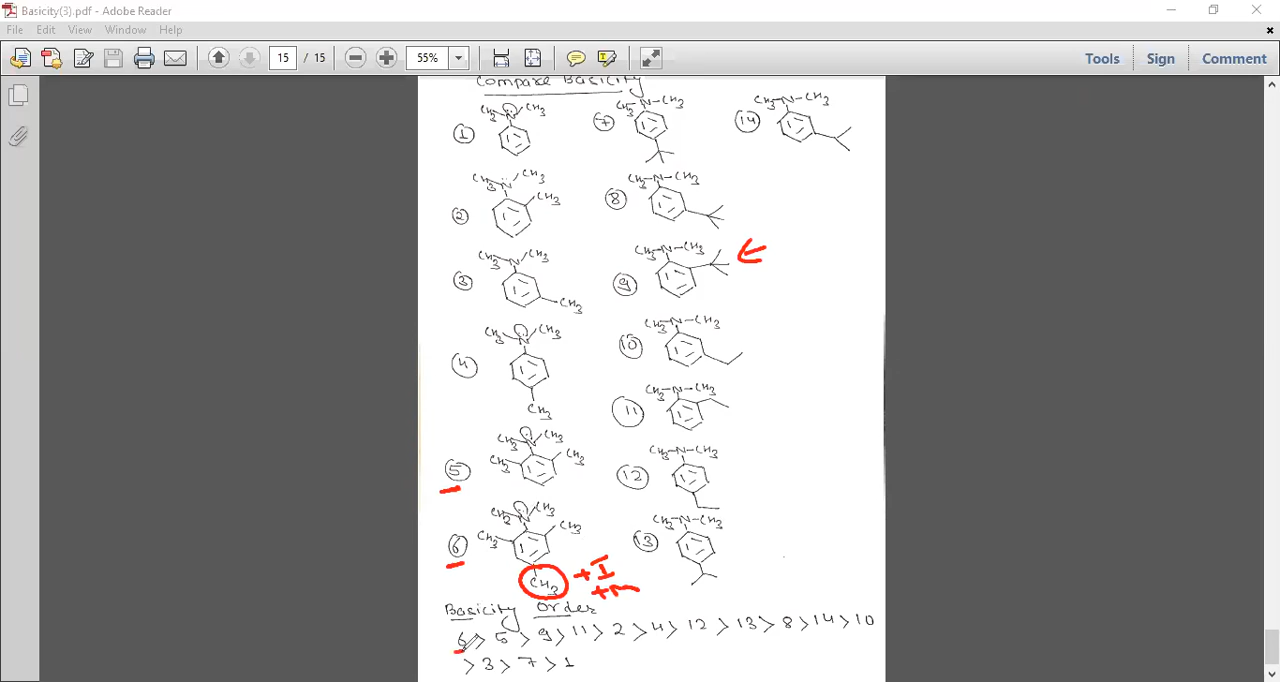 Basicity(3).pdf - Adobe Reader
File Edit View Window Help
15 / 15 55% Tools Sign Comment
Compare Basicity
1 CH3 N CH3
7 CH3 N CH3
14 CH3 N CH3
2 CH3 N CH3 CH3
8 CH3 N CH3
3 CH3 N CH3 CH3
9 CH3 N CH3
4 CH3 N CH3 CH3
10 CH3 N CH3
11 CH3 N CH3
5 CH3 N CH3 CH3 CH3
12 CH3 N CH3
6 CH3 N CH3 CH3 CH3 CH3
13 CH3 N CH3
+I
+m
Basicity Order
6 > 5 > 9 > 11 > 2 > 4 > 12 > 13 > 8 > 14 > 10
> 3 > 7 > 1